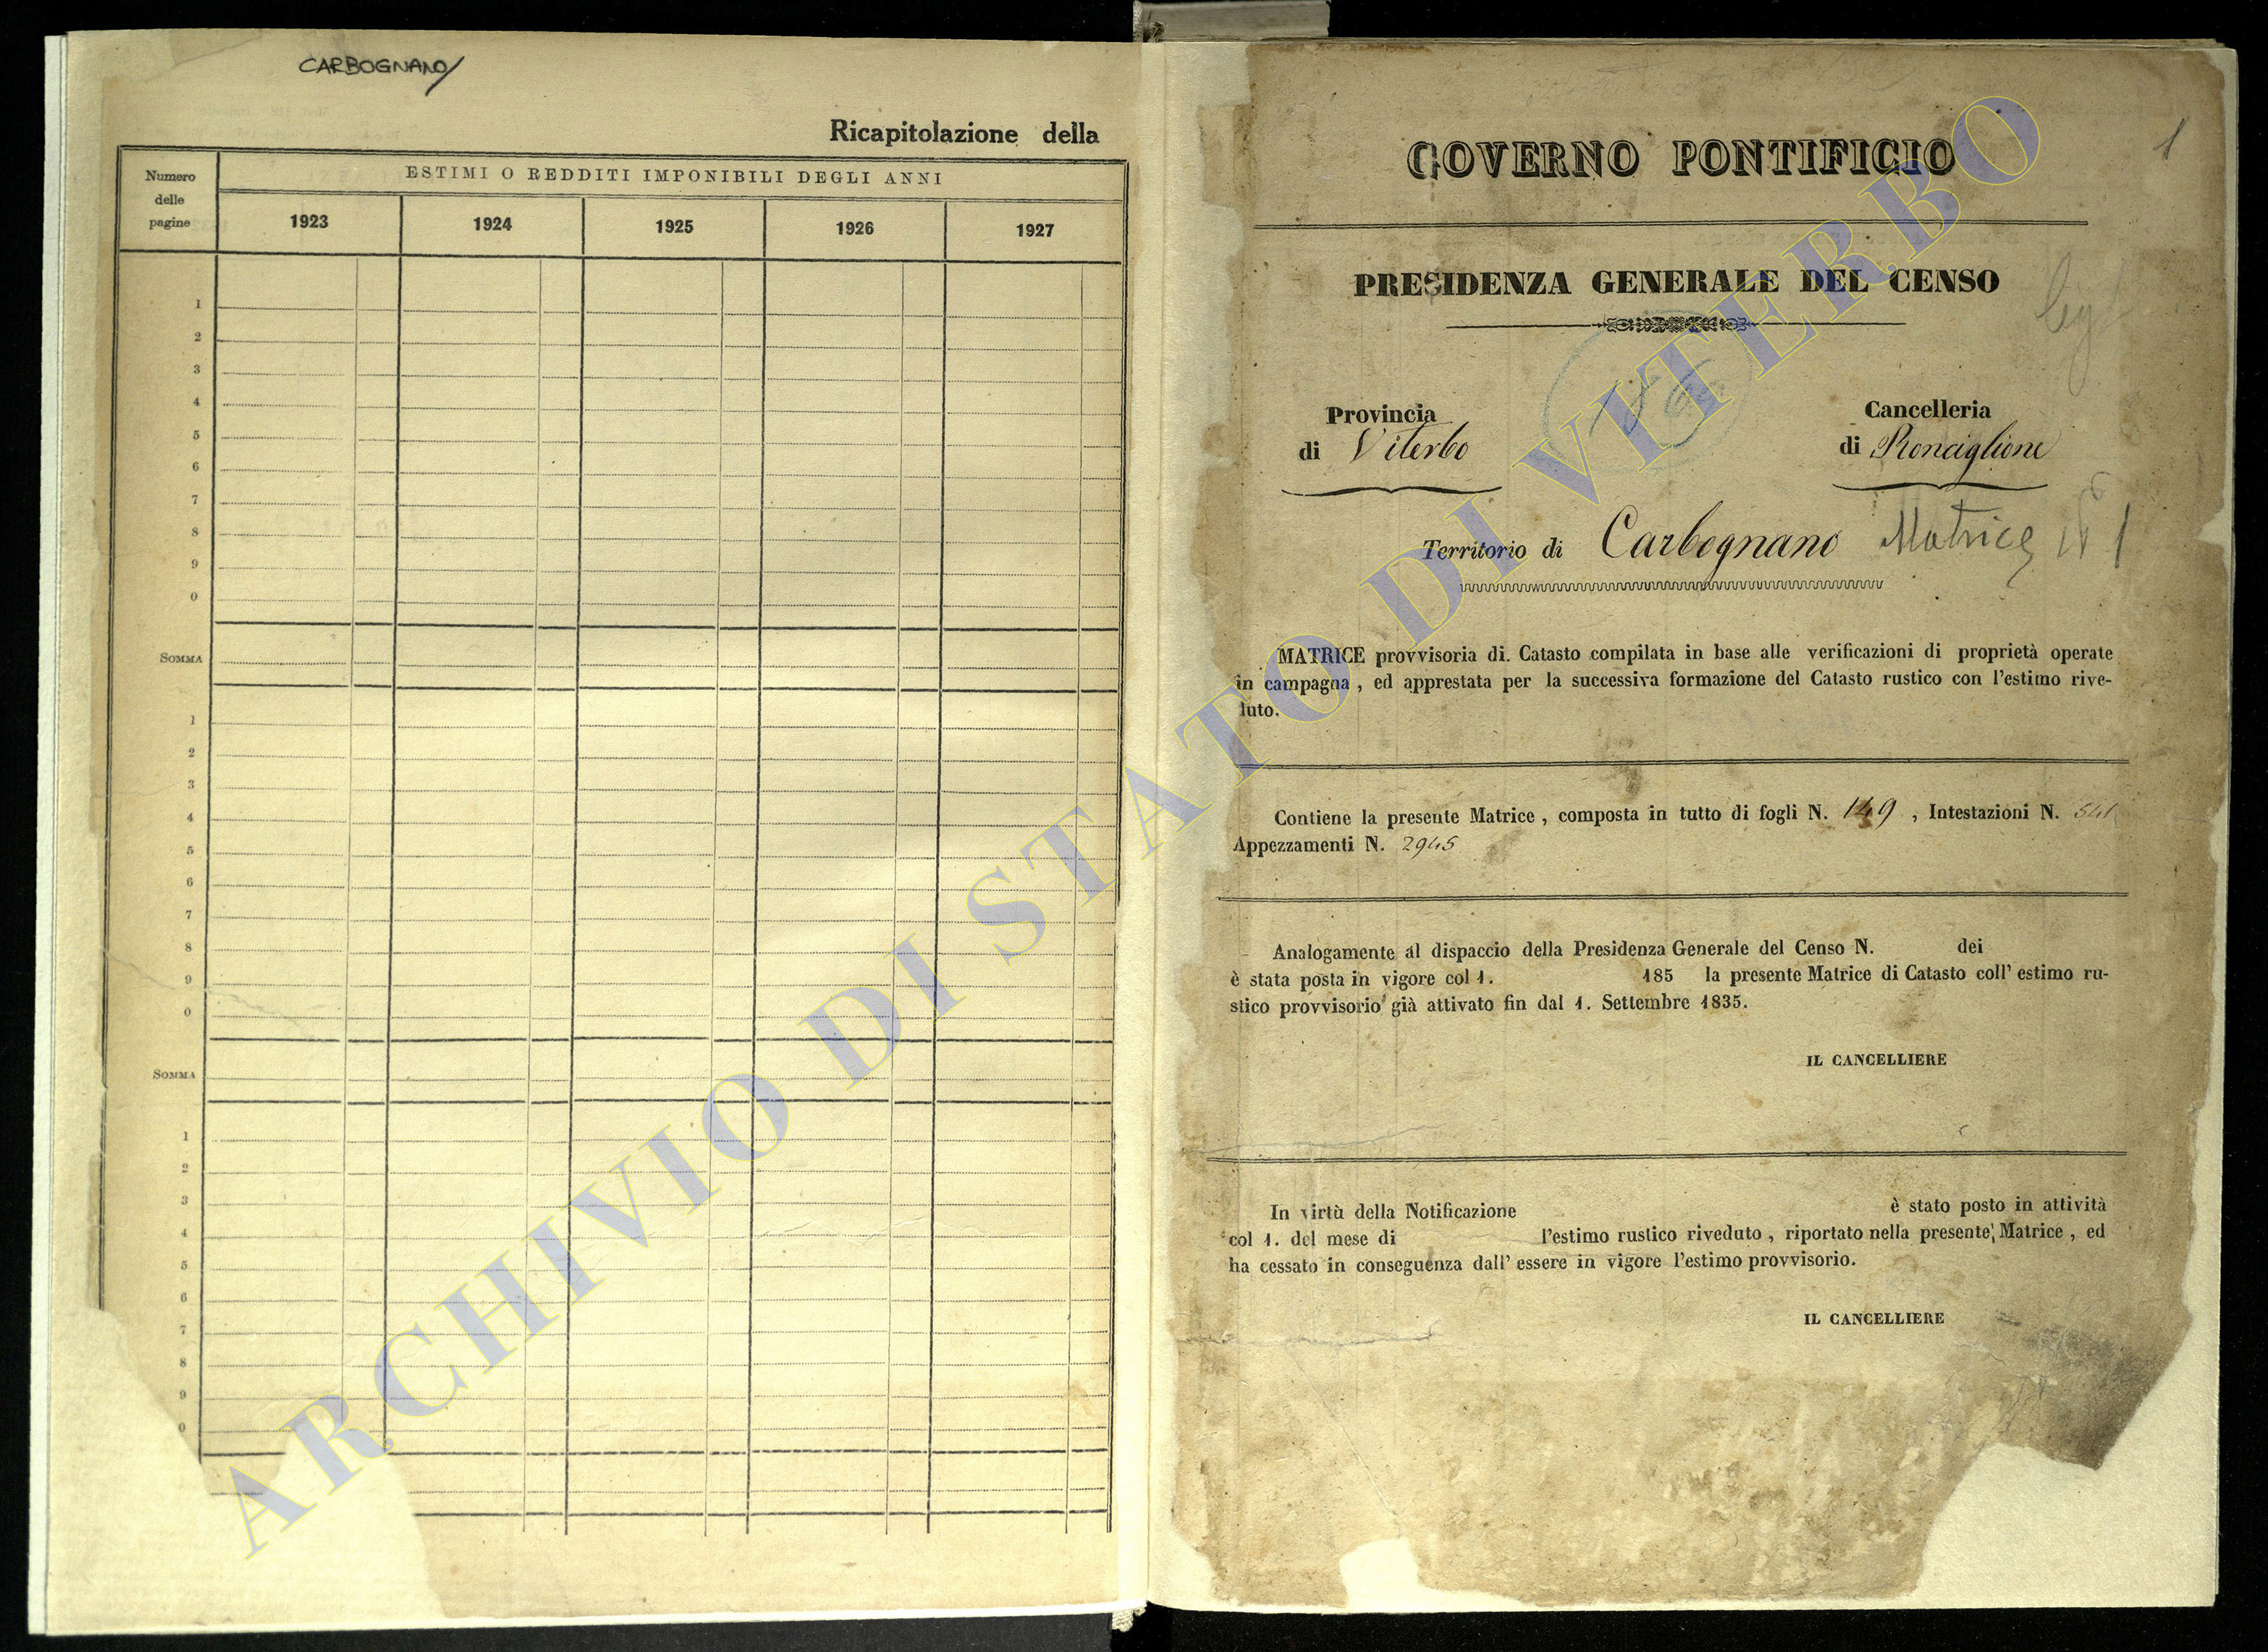 CARBOGNANO
Ricapitolazione della
Numero delle pagine
ESTIMI O REDDITI IMPONIBILI DEGLI ANNI
1923 1924 1925 1926 1927
1
2
3
4
5
6
7
8
9
0
SOMMA
1
2
3
4
5
6
7
8
9
0
SOMMA
1
2
3
4
5
6
7
8
9
0
1
GOVERNO PONTIFICIO
PRESIDENZA GENERALE DEL CENSO
Provincia
di Viterbo
Cancelleria
di Ronciglione
Territorio di Carbognano Matrice N° 1
MATRICE provvisoria di. Catasto compilata in base alle verificazioni di proprietà operate
in campagna, ed apprestata per la successiva formazione del Catasto rustico con l'estimo rive-
luto.
Contiene la presente Matrice, composta in tutto di fogli N. 149, Intestazioni N. 541
Appezzamenti N. 2945
Analogamente al dispaccio della Presidenza Generale del Censo N. dei
è stata posta in vigore col 1. 185 la presente Matrice di Catasto coll' estimo ru-
stico provvisorio già attivato fin dal 1. Settembre 1835.
IL CANCELLIERE
In virtù della Notificazione è stato posto in attività
col 1. del mese di l'estimo rustico riveduto, riportato nella presente Matrice, ed
ha cessato in conseguenza dall' essere in vigore l'estimo provvisorio.
IL CANCELLIERE
ARCHIVIO DI STATO DI VITERBO